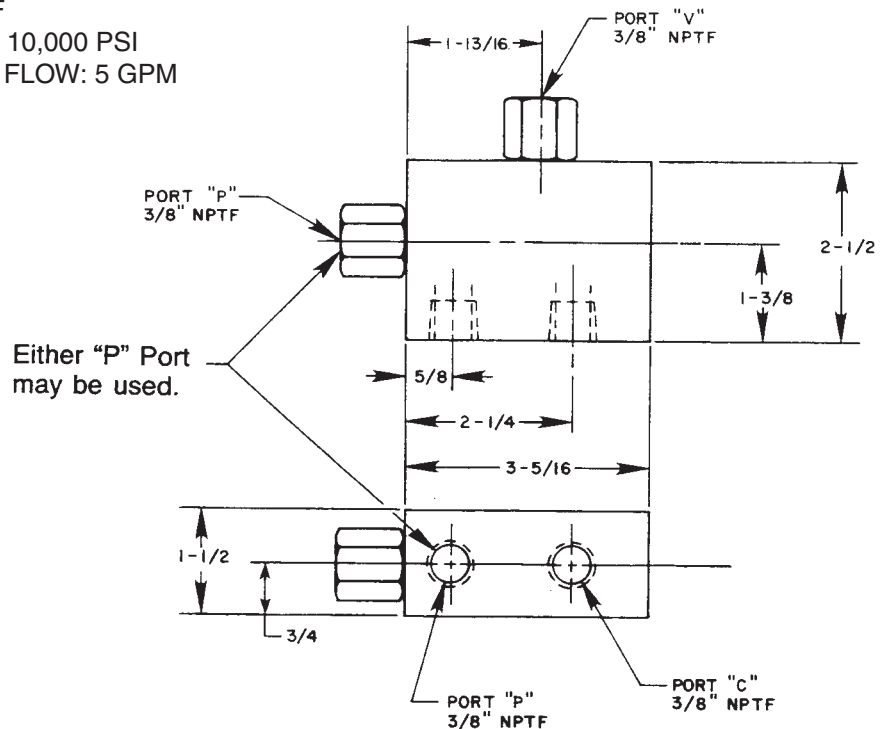 10,000 PSI
FLOW: 5 GPM
PORT "V"
3/8" NPTF
1-13/16
PORT "P"
3/8" NPTF
2-1/2
1-3/8
Either “P” Port
may be used.
5/8
2-1/4
3-5/16
1-1/2
3/4
PORT "P"
3/8" NPTF
PORT "C"
3/8" NPTF